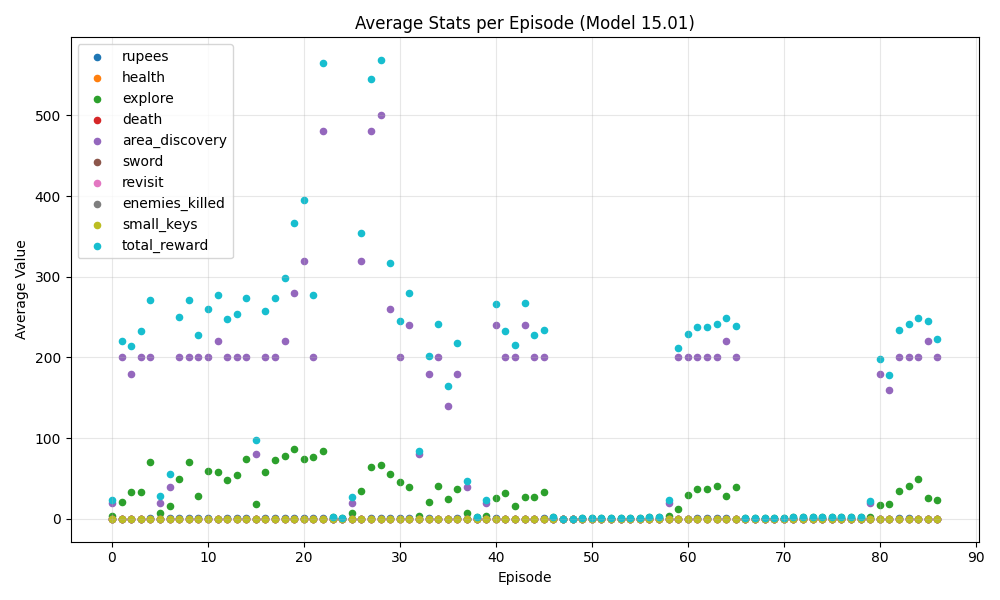 Average Stats per Episode (Model 15.01)
rupees
health
explore
death
area_discovery
sword
revisit
enemies_killed
small_keys
total_reward
Average Value
500
400
300
200
100
0
0 10 20 30 40 50 60 70 80 90
Episode